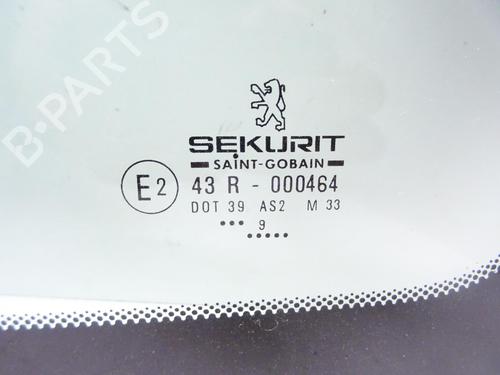 B-PARTS
SEKURIT
SAINT-GOBAIN
E2 43 R - 000464
DOT 39 AS2 M 33
... 9
.....